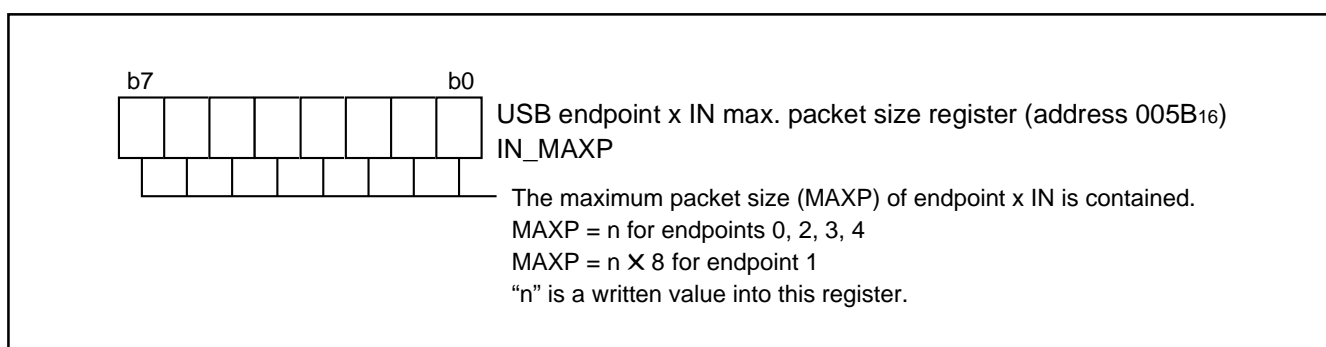 b7 b0
USB endpoint x IN max. packet size register (address 005B16)
IN_MAXP
The maximum packet size (MAXP) of endpoint x IN is contained.
MAXP = n for endpoints 0, 2, 3, 4
MAXP = n ✕ 8 for endpoint 1
“n” is a written value into this register.